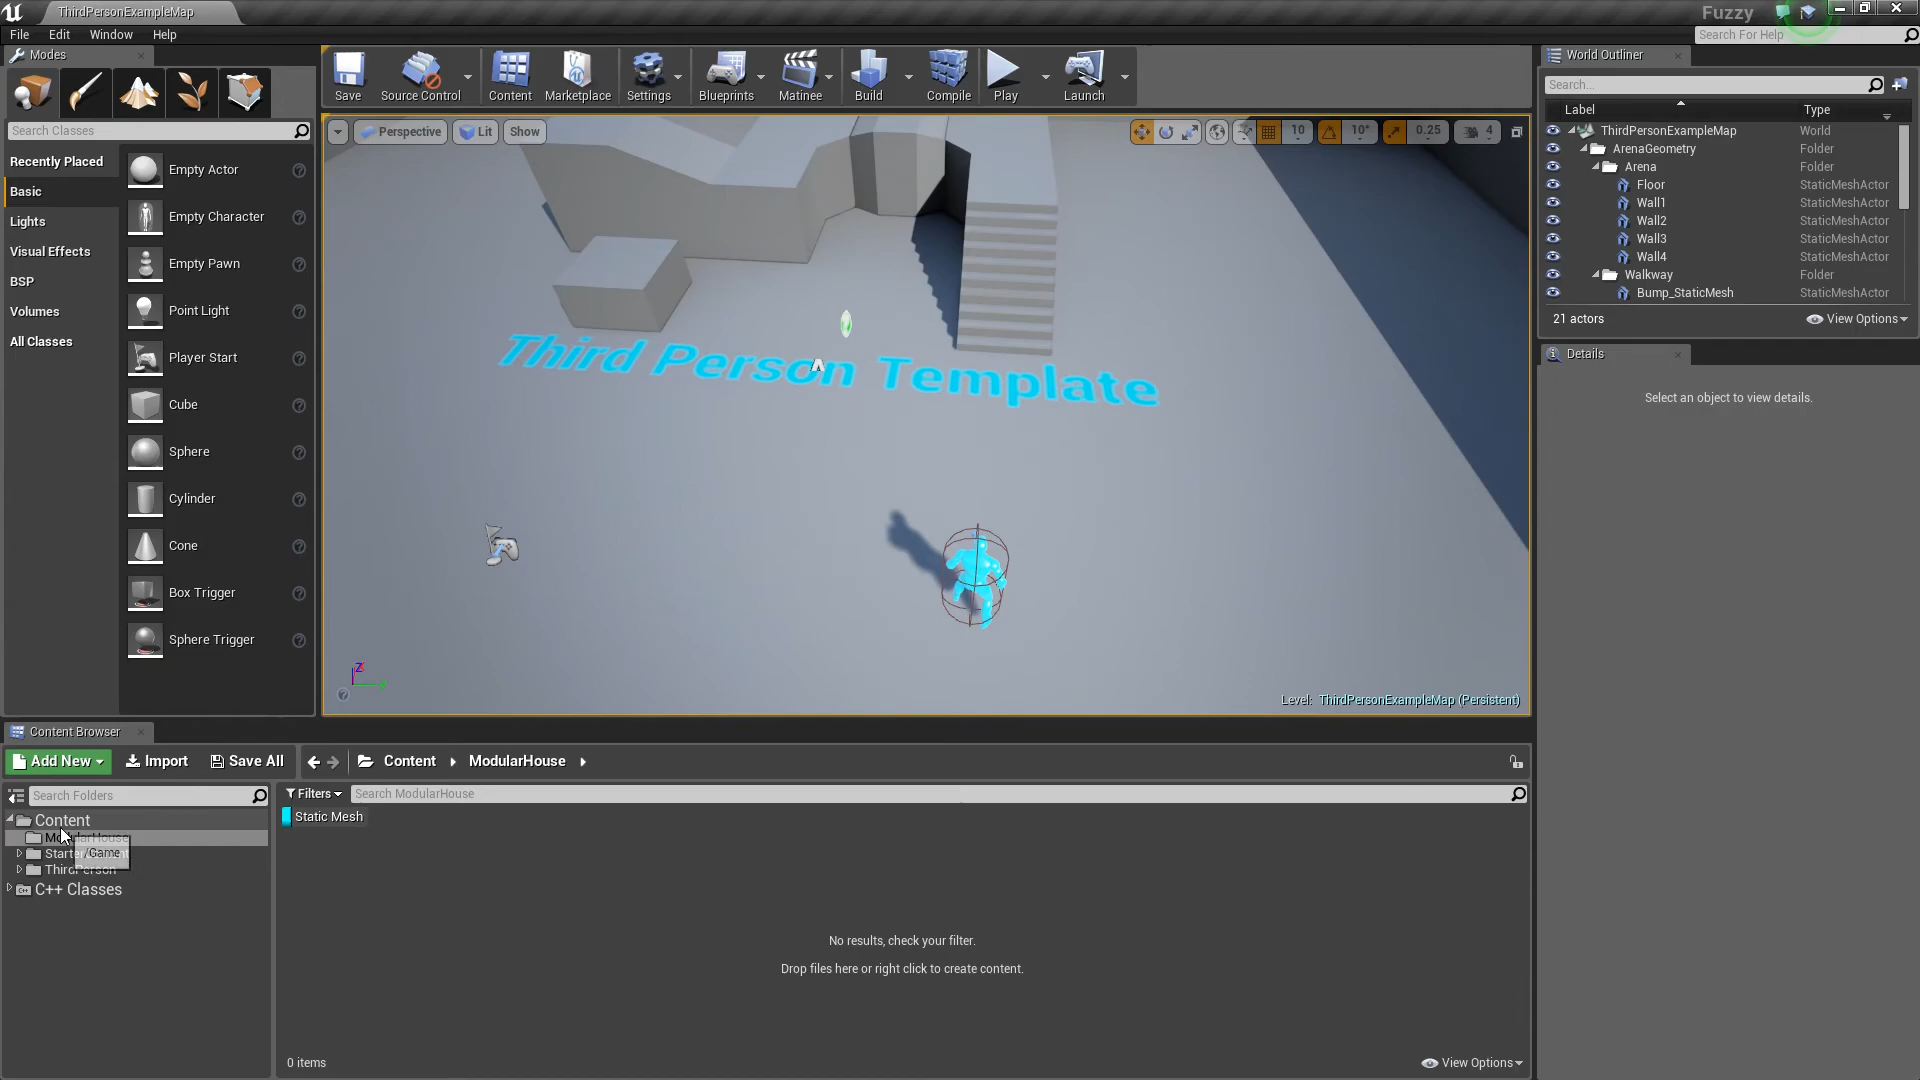 ThirdPersonExampleMap
Fuzzy
File Edit Window Help
Search For Help
Modes
Search Classes
Recently Placed
Basic
Lights
Visual Effects
BSP
Volumes
All Classes
Empty Actor
Empty Character
Empty Pawn
Point Light
Player Start
Cube
Sphere
Cylinder
Cone
Box Trigger
Sphere Trigger
Save
Source Control
Content
Marketplace
Settings
Blueprints
Matinee
Build
Compile
Play
Launch
Perspective
Lit
Show
10
10°
0.25
4
Third Person Template
Z
Level: ThirdPersonExampleMap (Persistent)
World Outliner
Search...
Label Type
ThirdPersonExampleMap World
ArenaGeometry Folder
Arena Folder
Floor StaticMeshActor
Wall1 StaticMeshActor
Wall2 StaticMeshActor
Wall3 StaticMeshActor
Wall4 StaticMeshActor
Walkway Folder
Bump_StaticMesh StaticMeshActor
21 actors
View Options
Details
Select an object to view details.
Content Browser
Add New
Import
Save All
Content
ModularHouse
Search Folders
Content
/Game
ThirdPerson
C++ Classes
Filters
Search ModularHouse
Static Mesh
No results, check your filter.
Drop files here or right click to create content.
0 items
View Options